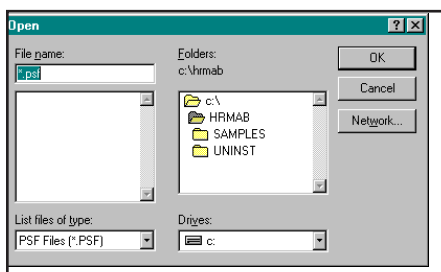 Open
File name:
*.psf
Folders:
c:\hrmab
c:\
HRMAB
SAMPLES
UNINST
OK
Cancel
Network...
List files of type:
PSF Files (*.PSF)
Drives:
c: